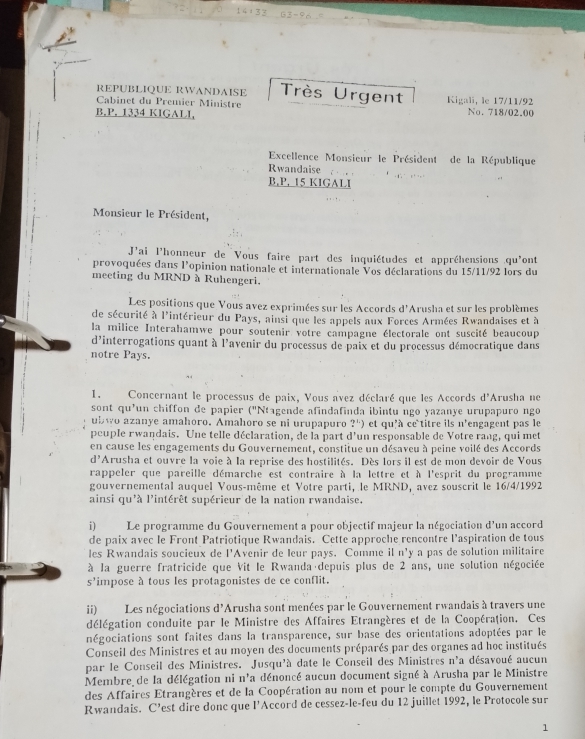 REPUBLIQUE RWANDAISE
Cabinet du Premier Ministre
B.P. 1334 KIGALI.
Très Urgent
Kigali, le 17/11/92
No. 718/02.00
Excellence Monsieur le Président de la République
Rwandaise
B.P. 15 KIGALI
Monsieur le Président,
J'ai l'honneur de Vous faire part des inquiétudes et appréhensions qu'ont
provoquées dans l'opinion nationale et internationale Vos déclarations du 15/11/92 lors du
meeting du MRND à Ruhengeri.
Les positions que Vous avez exprimées sur les Accords d'Arusha et sur les problèmes
de sécurité à l'intérieur du Pays, ainsi que les appels aux Forces Armées Rwandaises et à
la milice Interahamwe pour soutenir votre campagne électorale ont suscité beaucoup
d'interrogations quant à l'avenir du processus de paix et du processus démocratique dans
notre Pays.
1. Concernant le processus de paix, Vous avez déclaré que les Accords d'Arusha ne
sont qu'un chiffon de papier ("Ntagende afindafinda ibintu ngo yazanye urupapuro ngo
ubwo azanye amahoro. Amahoro se ni urupapuro ?") et qu'à ce titre ils n'engagent pas le
peuple rwandais. Une telle déclaration, de la part d'un responsable de Votre rang, qui met
en cause les engagements du Gouvernement, constitue un désaveu à peine voilé des Accords
d'Arusha et ouvre la voie à la reprise des hostilités. Dès lors il est de mon devoir de Vous
rappeler que pareille démarche est contraire à la lettre et à l'esprit du programme
gouvernemental auquel Vous-même et Votre parti, le MRND, avez souscrit le 16/4/1992
ainsi qu'à l'intérêt supérieur de la nation rwandaise.
i) Le programme du Gouvernement a pour objectif majeur la négociation d'un accord
de paix avec le Front Patriotique Rwandais. Cette approche rencontre l'aspiration de tous
les Rwandais soucieux de l'Avenir de leur pays. Comme il n'y a pas de solution militaire
à la guerre fratricide que Vit le Rwanda depuis plus de 2 ans, une solution négociée
s'impose à tous les protagonistes de ce conflit.
ii) Les négociations d'Arusha sont menées par le Gouvernement rwandais à travers une
délégation conduite par le Ministre des Affaires Etrangères et de la Coopération. Ces
négociations sont faites dans la transparence, sur base des orientations adoptées par le
Conseil des Ministres et au moyen des documents préparés par des organes ad hoc institués
par le Conseil des Ministres. Jusqu'à date le Conseil des Ministres n'a désavoué aucun
Membre de la délégation ni n'a dénoncé aucun document signé à Arusha par le Ministre
des Affaires Etrangères et de la Coopération au nom et pour le compte du Gouvernement
Rwandais. C'est dire donc que l'Accord de cessez-le-feu du 12 juillet 1992, le Protocole sur
1